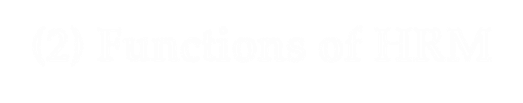 (2) Functions of HRM